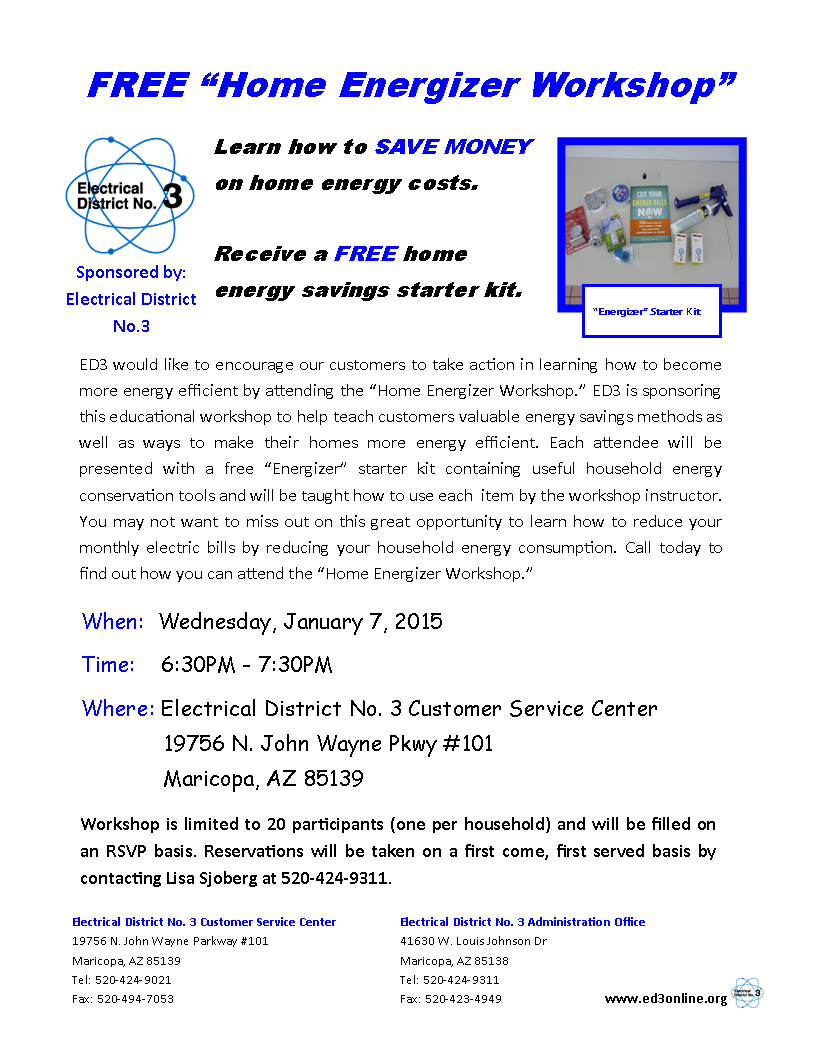 FREE “Home Energizer Workshop”
Electrical
District No. 3
Sponsored by:
Electrical District
No.3
Learn how to SAVE MONEY
on home energy costs.
Receive a FREE home
energy savings starter kit.
CUT YOUR
ENERGY BILLS
NOW
“Energizer” Starter Kit
ED3 would like to encourage our customers to take action in learning how to become
more energy efficient by attending the “Home Energizer Workshop.” ED3 is sponsoring
this educational workshop to help teach customers valuable energy savings methods as
well as ways to make their homes more energy efficient. Each attendee will be
presented with a free “Energizer” starter kit containing useful household energy
conservation tools and will be taught how to use each item by the workshop instructor.
You may not want to miss out on this great opportunity to learn how to reduce your
monthly electric bills by reducing your household energy consumption. Call today to
find out how you can attend the “Home Energizer Workshop.”
When: Wednesday, January 7, 2015
Time: 6:30PM - 7:30PM
Where: Electrical District No. 3 Customer Service Center
19756 N. John Wayne Pkwy #101
Maricopa, AZ 85139
Workshop is limited to 20 participants (one per household) and will be filled on
an RSVP basis. Reservations will be taken on a first come, first served basis by
contacting Lisa Sjoberg at 520-424-9311.
Electrical District No. 3 Customer Service Center
19756 N. John Wayne Parkway #101
Maricopa, AZ 85139
Tel: 520-424-9021
Fax: 520-494-7053
Electrical District No. 3 Administration Office
41630 W. Louis Johnson Dr
Maricopa, AZ 85138
Tel: 520-424-9311
Fax: 520-423-4949
www.ed3online.org
Electrical
District No. 3